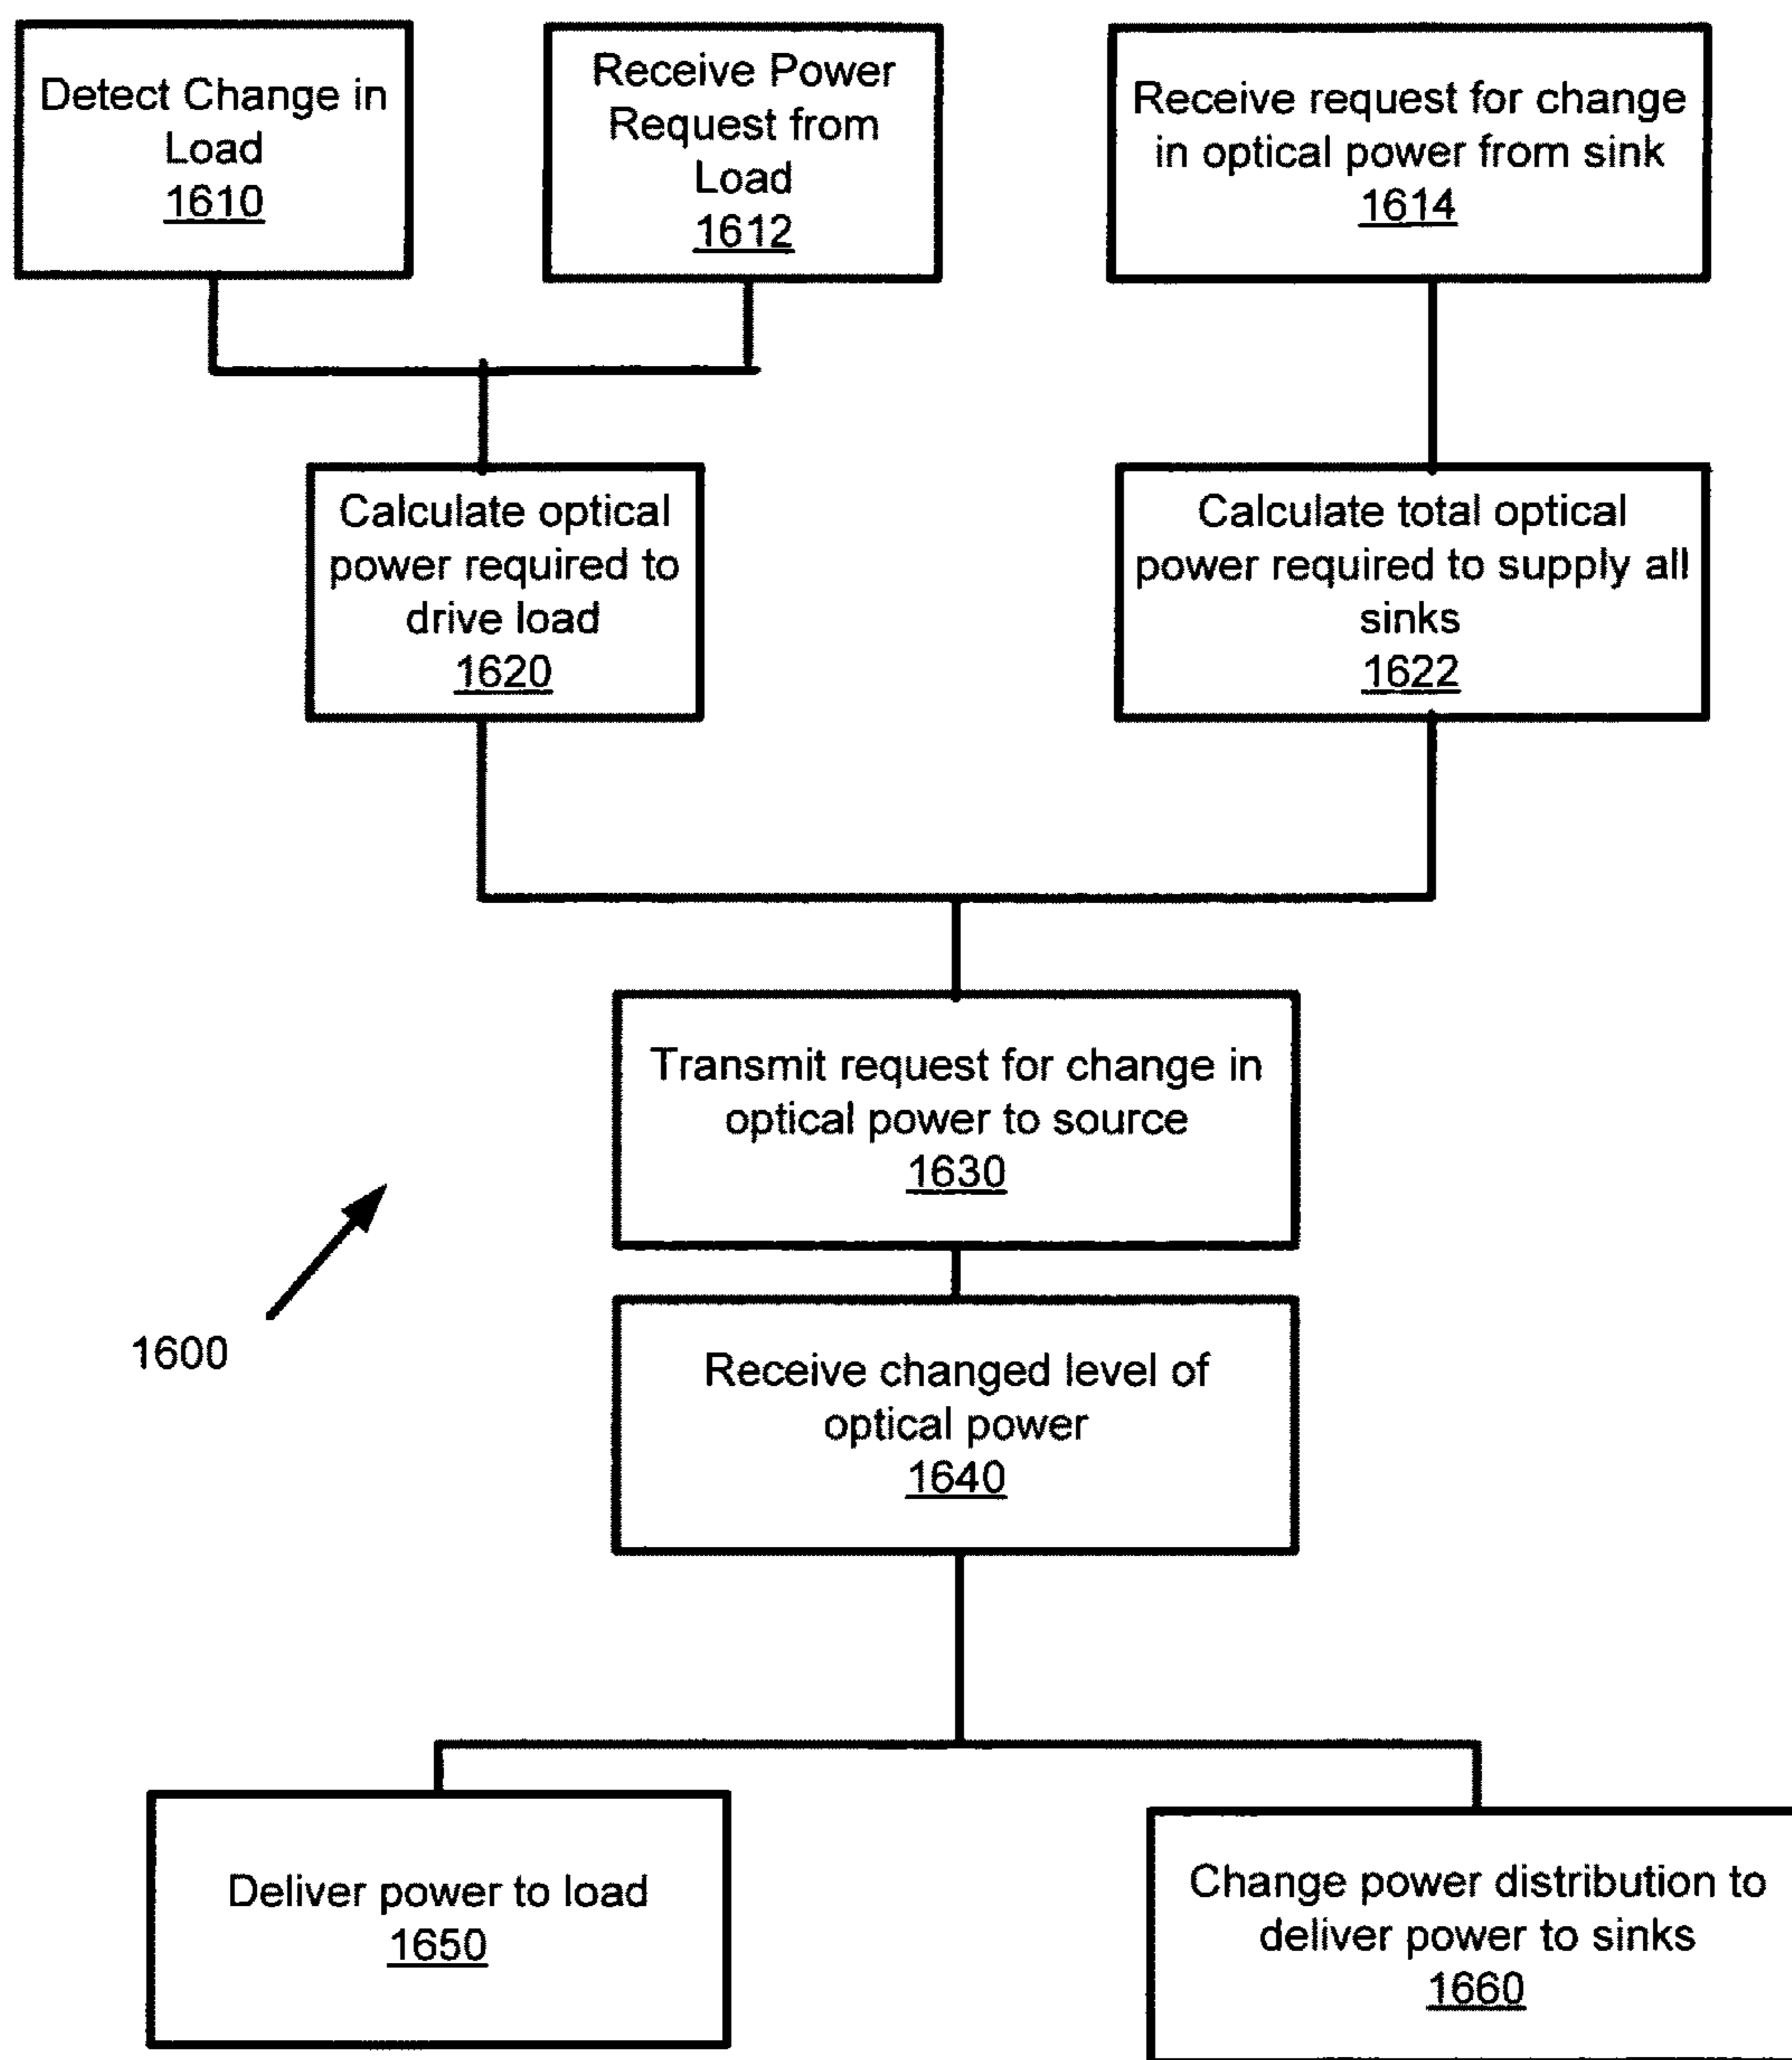 Detect Change in
Load
1610
Receive Power
Request from
Load
1612
Receive request for change
in optical power from sink
1614
Calculate optical
power required to
drive load
1620
Calculate total optical
power required to supply all
sinks
1622
Transmit request for change in
optical power to source
1630
1600
Receive changed level of
optical power
1640
Deliver power to load
1650
Change power distribution to
deliver power to sinks
1660